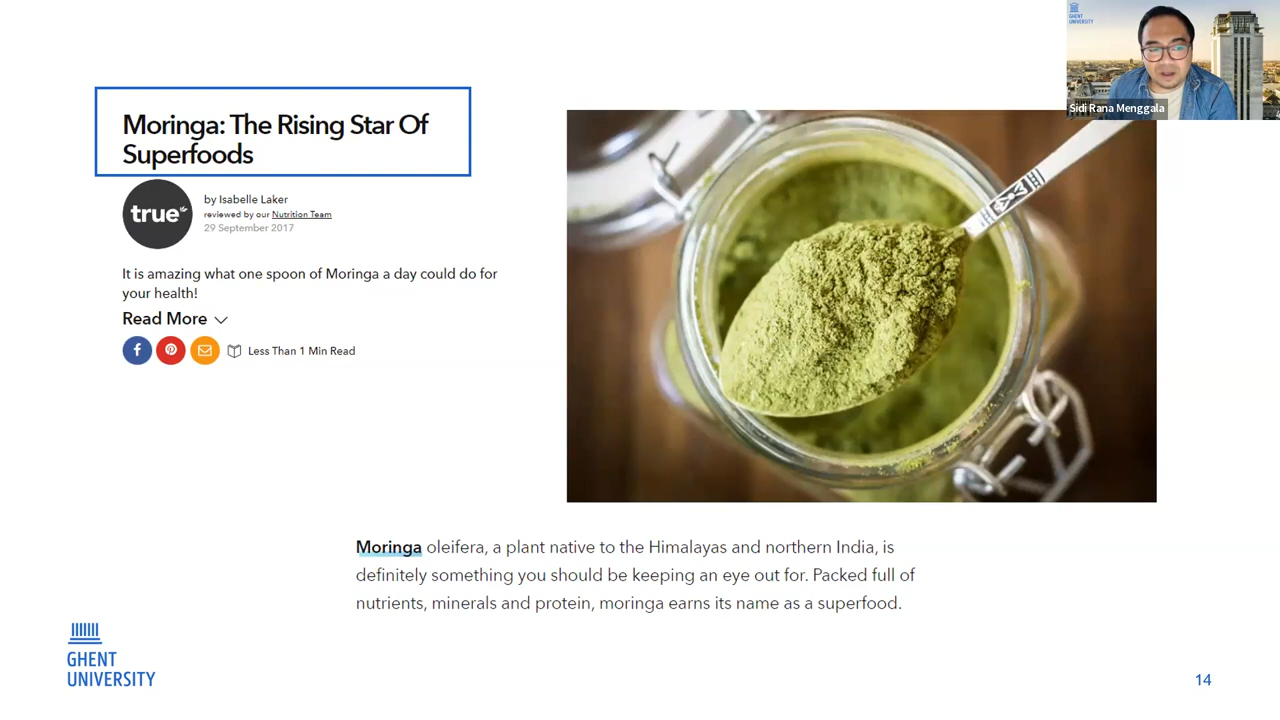 GHENT
UNIVERSITY
Sidi Rana Menggala
Moringa: The Rising Star Of
Superfoods
true
by Isabelle Laker
reviewed by our Nutrition Team
29 September 2017
It is amazing what one spoon of Moringa a day could do for
your health!
Read More
Less Than 1 Min Read
Moringa oleifera, a plant native to the Himalayas and northern India, is
definitely something you should be keeping an eye out for. Packed full of
nutrients, minerals and protein, moringa earns its name as a superfood.
GHENT
UNIVERSITY
14